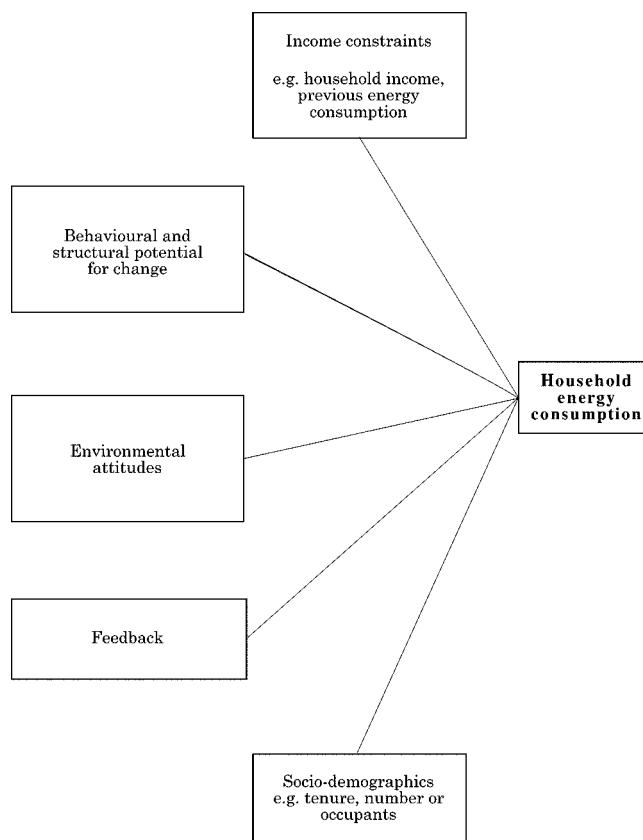 Income constraints
e.g. household income,
previous energy
consumption
Behavioural and
structural potential
for change
Household
energy
consumption
Environmental
attitudes
Feedback
Socio-demographics
e.g. tenure, number or
occupants